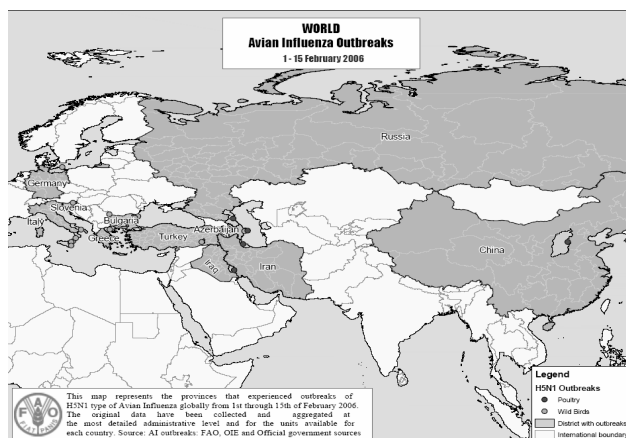 WORLD
Avian Influenza Outbreaks
1 - 15 February 2006
Russia
Germany
Slovenia
Italy
Bulgaria
Azerbaijan
Greece
Turkey
Iraq
Iran
China
Legend
H5N1 Outbreaks
Poultry
Wild Birds
District with outbreaks
International boundary
This map represents the provinces that experienced outbreaks of
H5N1 type of Avian Influenza globally from 1st through 15th of February 2006.
The original data have been collected and aggregated at
the most detailed administrative level and for the units available for
each country. Source: AI outbreaks: FAO, OIE and Official government sources
FAO
FIAT PANIS